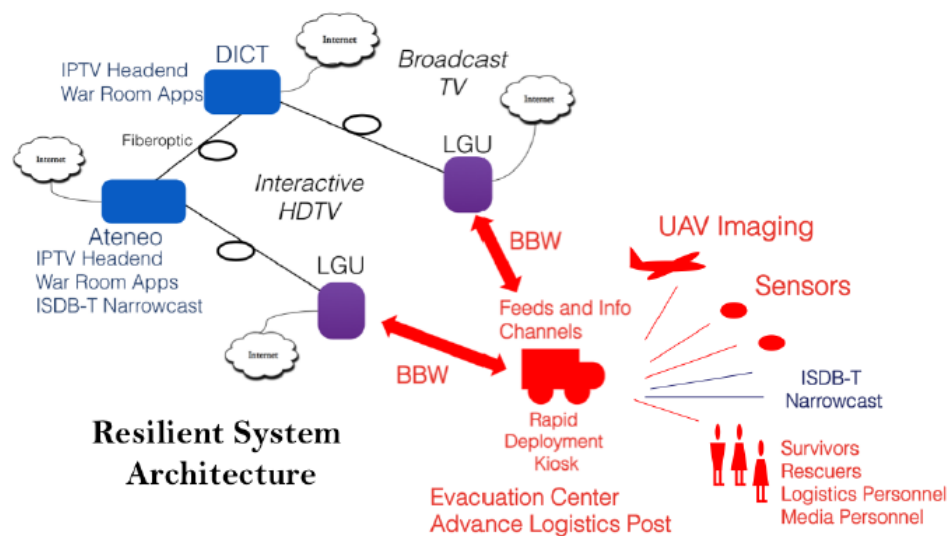 Internet
DICT
IPTV Headend
War Room Apps
Broadcast
TV
Internet
Fiberoptic
LGU
Internet
Interactive
HDTV
Ateneo
IPTV Headend
War Room Apps
ISDB-T Narrowcast
LGU
Internet
BBW
BBW
UAV Imaging
Sensors
Feeds and Info
Channels
ISDB-T
Narrowcast
Rapid
Deployment
Kiosk
Survivors
Rescuers
Logistics Personnel
Media Personnel
Evacuation Center
Advance Logistics Post
Resilient System
Architecture